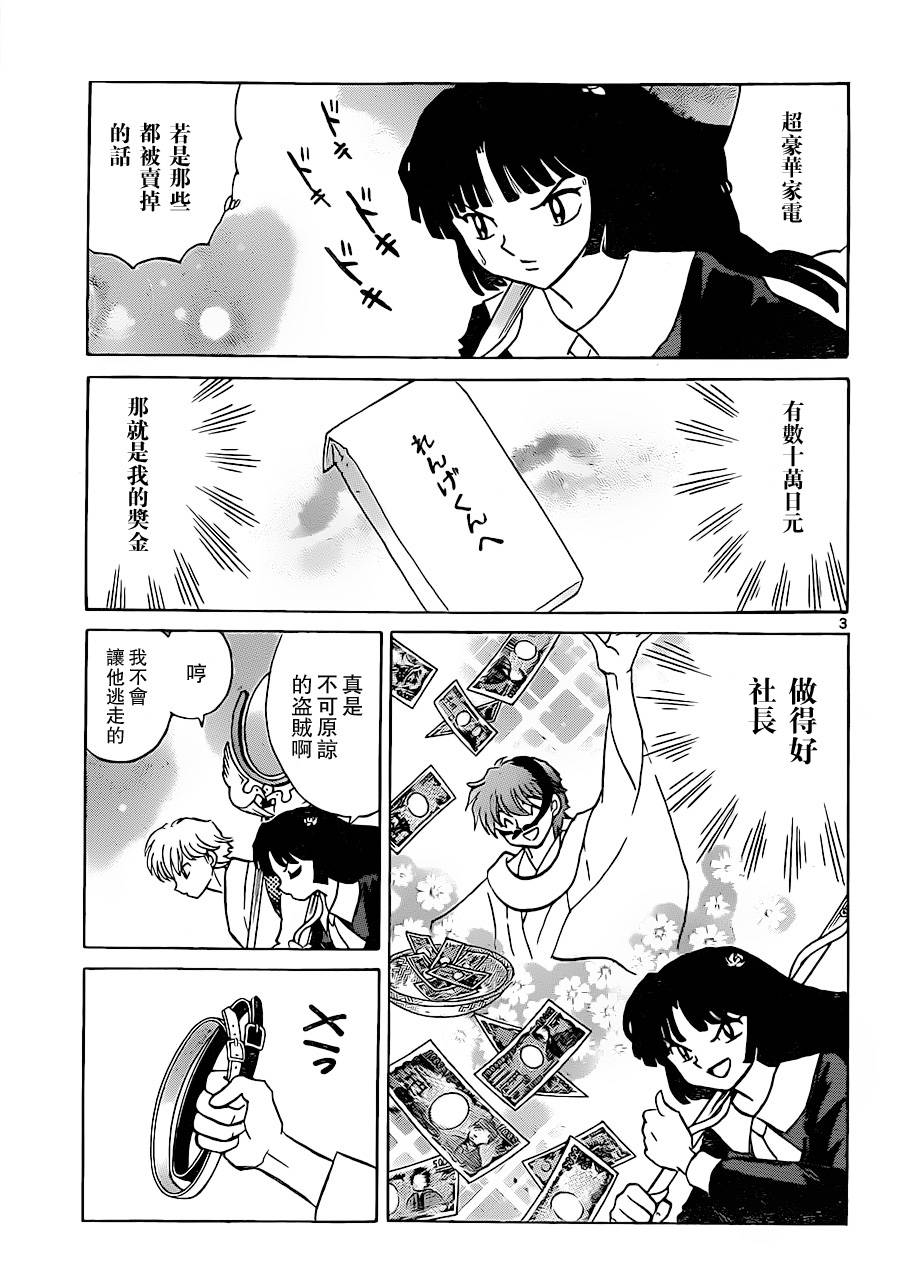 超豪華家電
ドキ
ドキ
ドキ
若是那些
都被賣掉
的話
有數十萬日元
れんげくんへ
那就是我的獎金
3
做得好
社長
真是
不可原諒
的盜賊啊
哼
我不會
讓他逃走的
メラッ